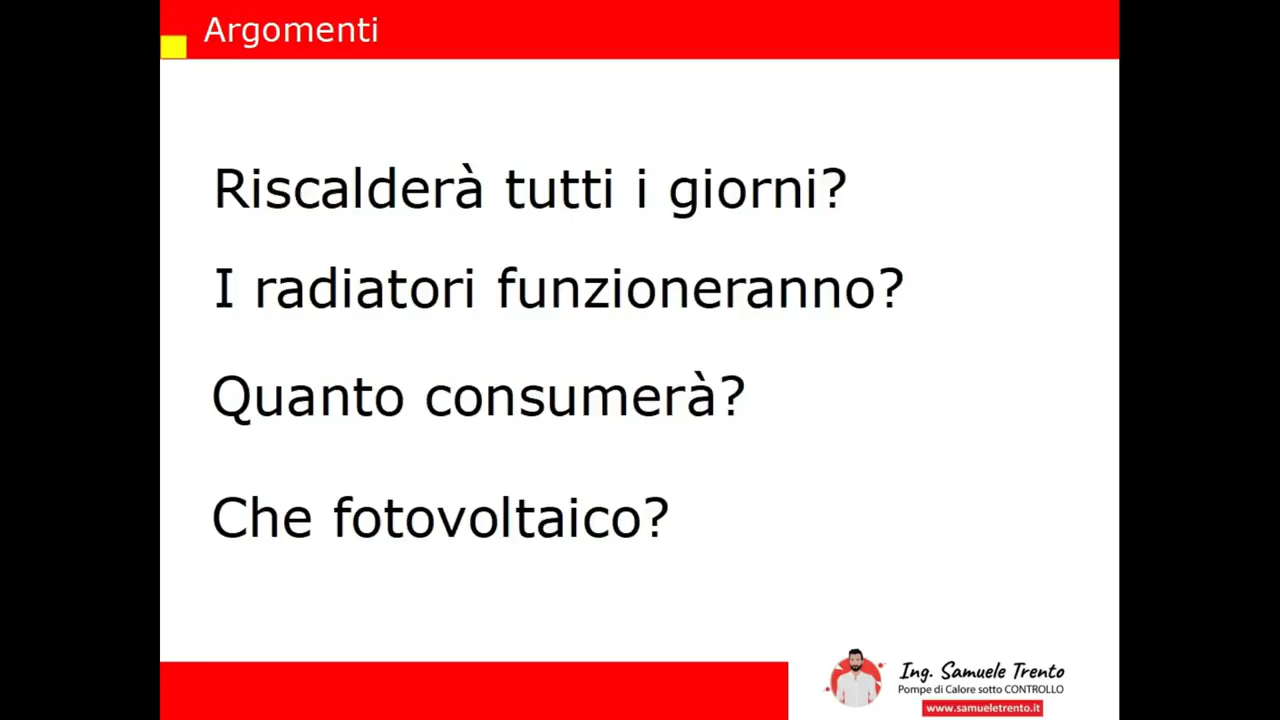 Argomenti
Riscalderà tutti i giorni?
I radiatori funzioneranno?
Quanto consumerà?
Che fotovoltaico?
Ing. Samuele Trento
Pompe di Calore sotto CONTROLLO
www.samueletrento.it